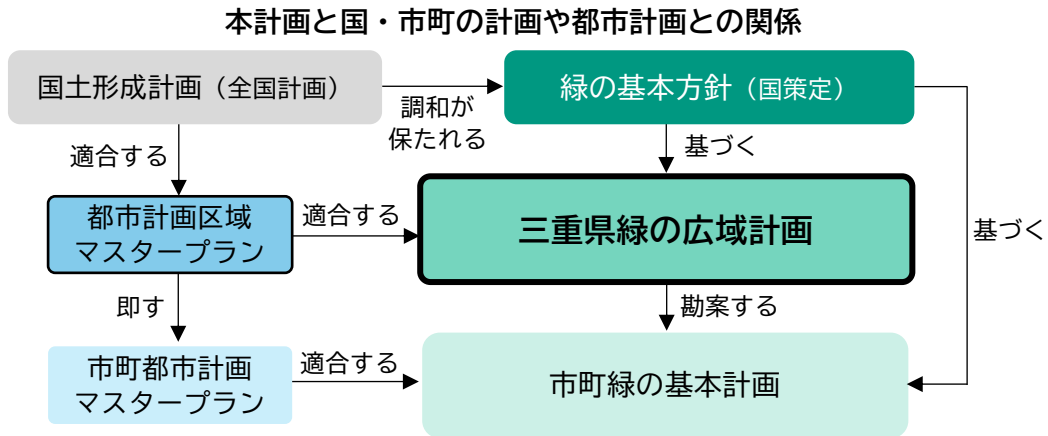 本計画と国・市町の計画や都市計画との関係
国土形成計画（全国計画）
調和が
保たれる
緑の基本方針（国策定）
適合する
基づく
都市計画区域
マスタープラン
適合する
三重県緑の広域計画
基づく
即す
勘案する
市町都市計画
マスタープラン
適合する
市町緑の基本計画